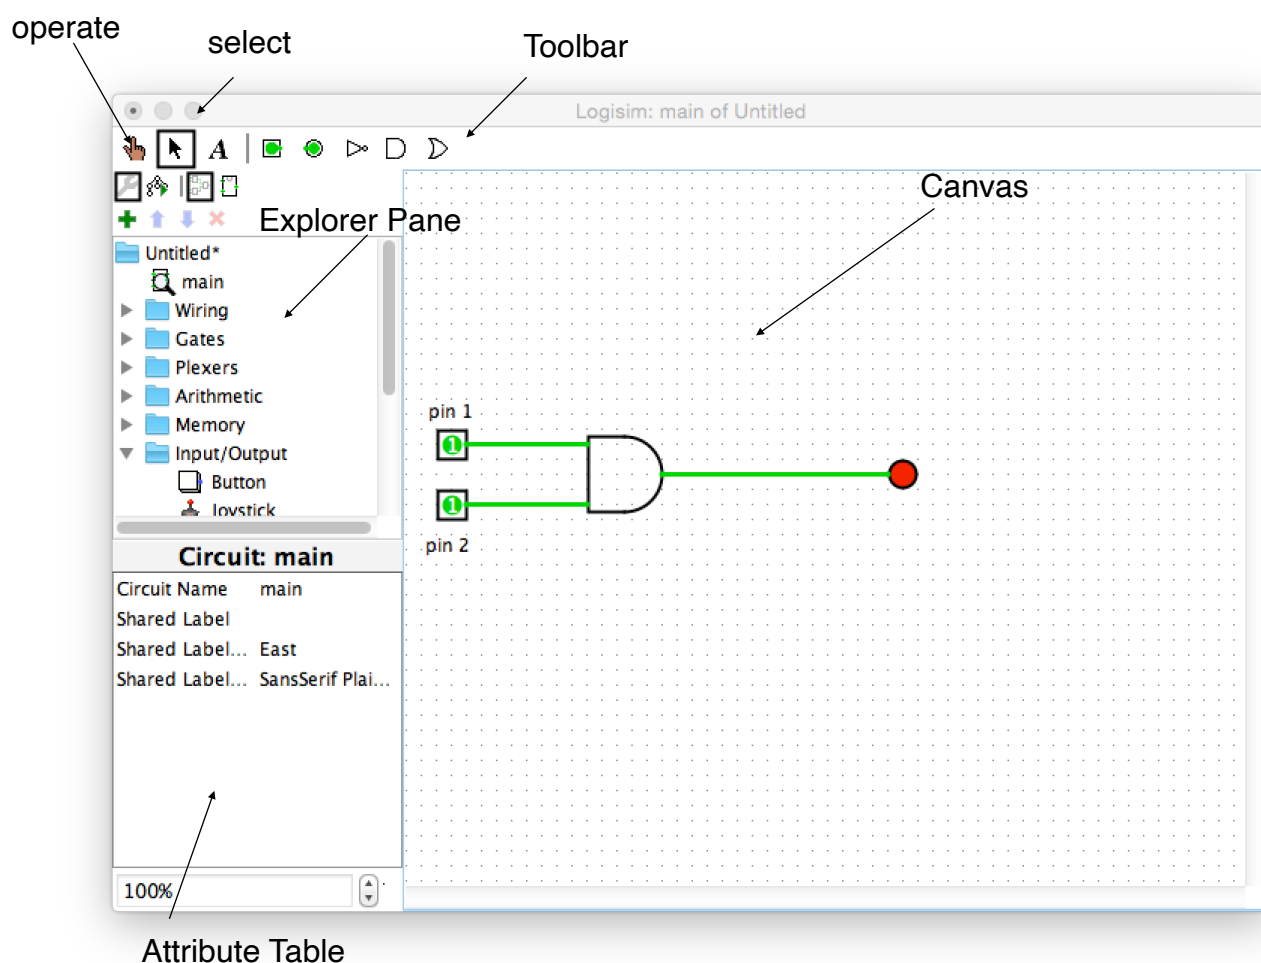 operate
select
Toolbar
Logisim: main of Untitled
A
Canvas
Explorer Pane
Untitled*
main
Wiring
Gates
Plexers
Arithmetic
Memory
Input/Output
Button
Joystick
pin 1
1
1
pin 2
Circuit: main
Circuit Name main
Shared Label
Shared Label... East
Shared Label... SansSerif Plai...
100%
Attribute Table